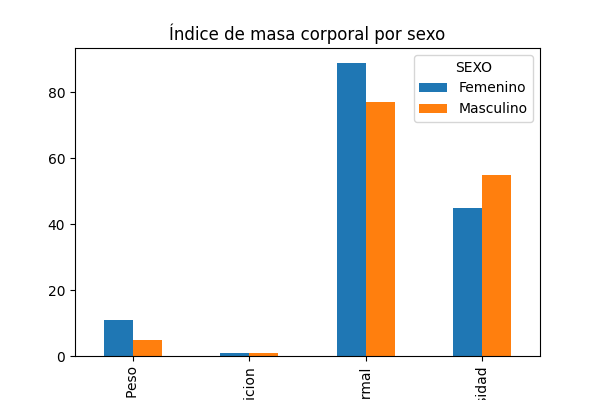 Índice de masa corporal por sexo
SEXO
Femenino
Masculino
80
60
40
20
0
Peso
icion
rmal
sidad